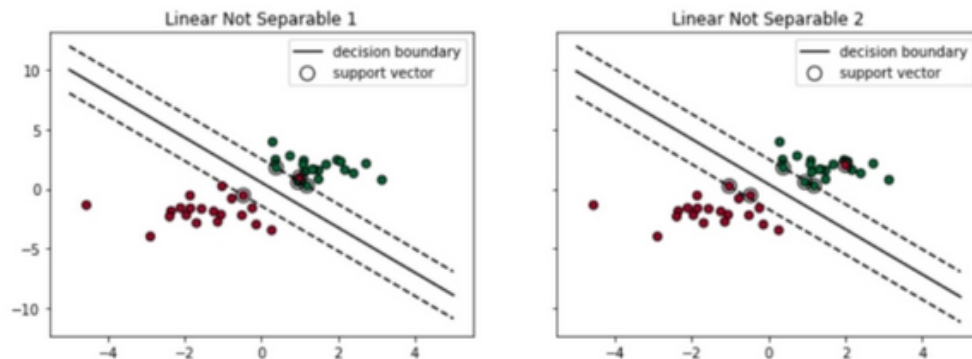 Linear Not Separable 1
decision boundary
support vector
10
5
0
−5
−10
−4
−2
0
2
4
Linear Not Separable 2
decision boundary
support vector
−4
−2
0
2
4